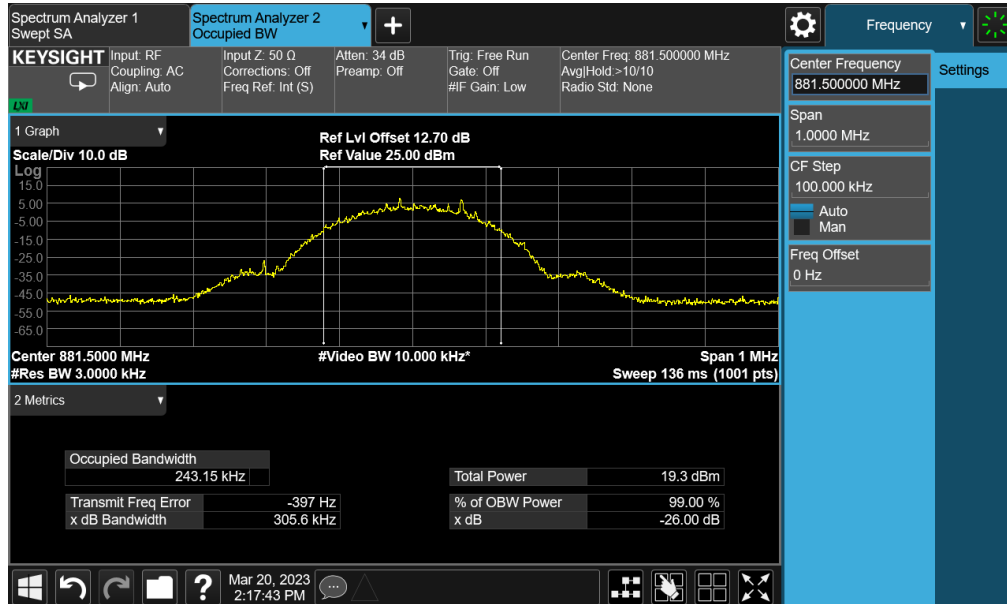 Spectrum Analyzer 1
Swept SA
Spectrum Analyzer 2
Occupied BW
Frequency
KEYSIGHT
LXI
Input: RF
Coupling: AC
Align: Auto
Input Z: 50 Ω
Corrections: Off
Freq Ref: Int (S)
Atten: 34 dB
Preamp: Off
Trig: Free Run
Gate: Off
#IF Gain: Low
Center Freq: 881.500000 MHz
Avg|Hold:>10/10
Radio Std: None
Center Frequency
881.500000 MHz
Settings
Span
1.0000 MHz
CF Step
100.000 kHz
Auto
Man
Freq Offset
0 Hz
1 Graph
Scale/Div 10.0 dB
Ref Lvl Offset 12.70 dB
Ref Value 25.00 dBm
Log
15.0
5.00
-5.00
-15.0
-25.0
-35.0
-45.0
-55.0
-65.0
Center 881.5000 MHz
#Video BW 10.000 kHz*
Span 1 MHz
#Res BW 3.0000 kHz
Sweep 136 ms (1001 pts)
2 Metrics
Occupied Bandwidth
243.15 kHz
Total Power 19.3 dBm
Transmit Freq Error -397 Hz
% of OBW Power 99.00 %
x dB Bandwidth 305.6 kHz
x dB -26.00 dB
?
Mar 20, 2023
2:17:43 PM